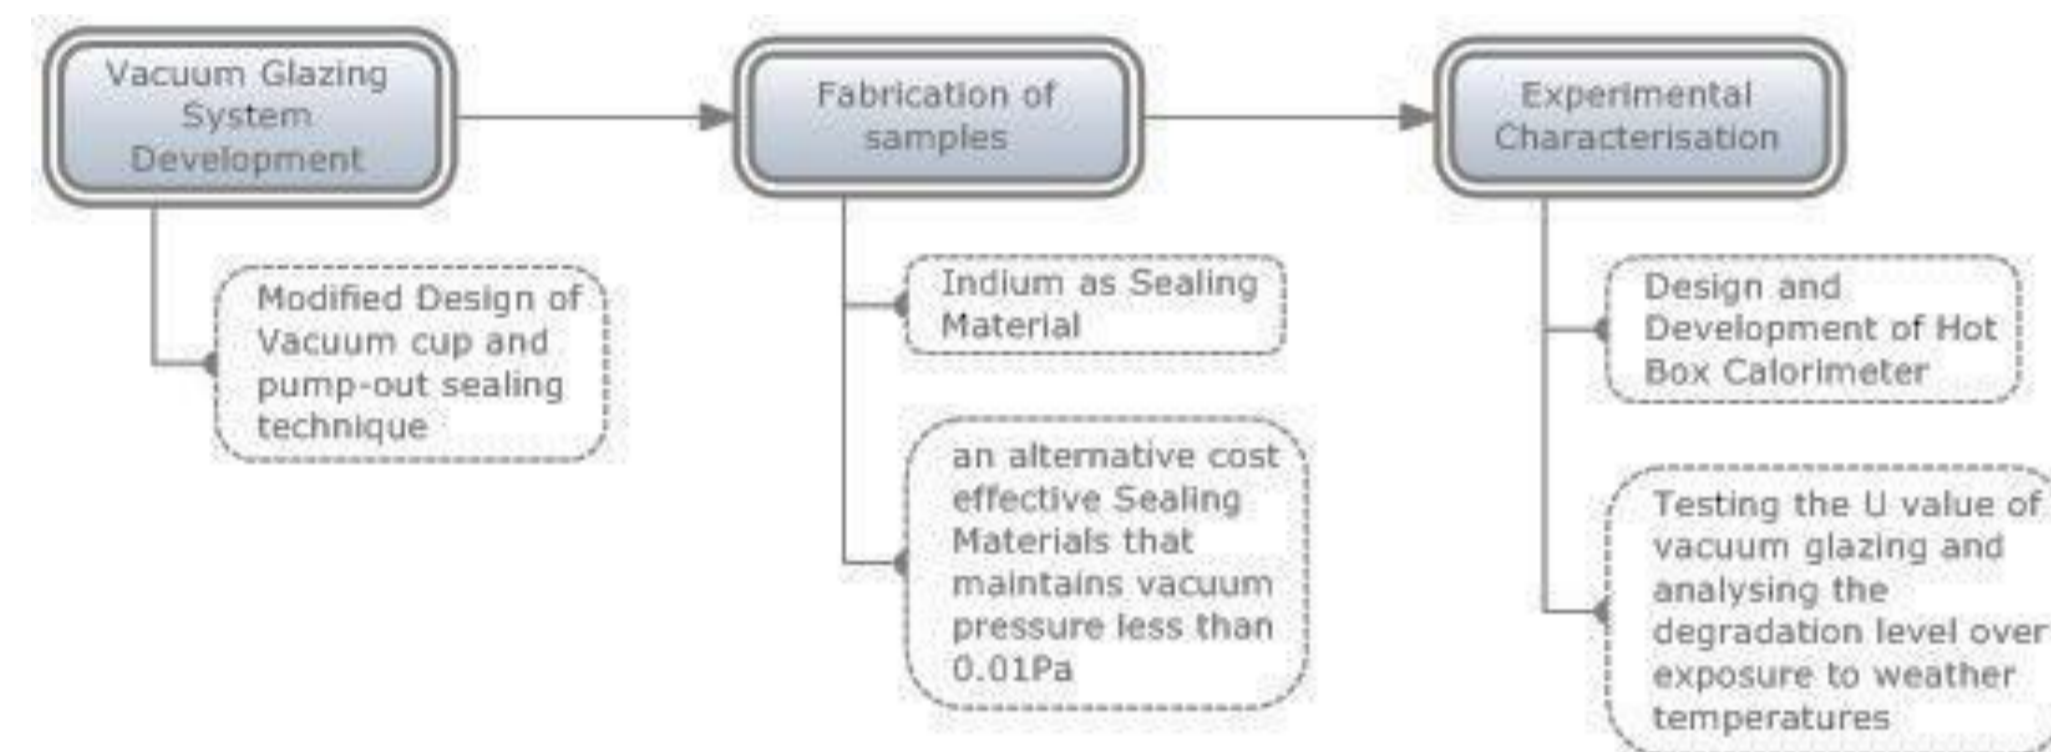 Vacuum Glazing
System
Development
Fabrication of
samples
Experimental
Characterisation
Modified Design of
Vacuum cup and
pump-out sealing
technique
Indium as Sealing
Material
an alternative cost
effective Sealing
Materials that
maintains vacuum
pressure less than
0.01Pa
Design and
Development of Hot
Box Calorimeter
Testing the U value of
vacuum glazing and
analysing the
degradation level over
exposure to weather
temperatures